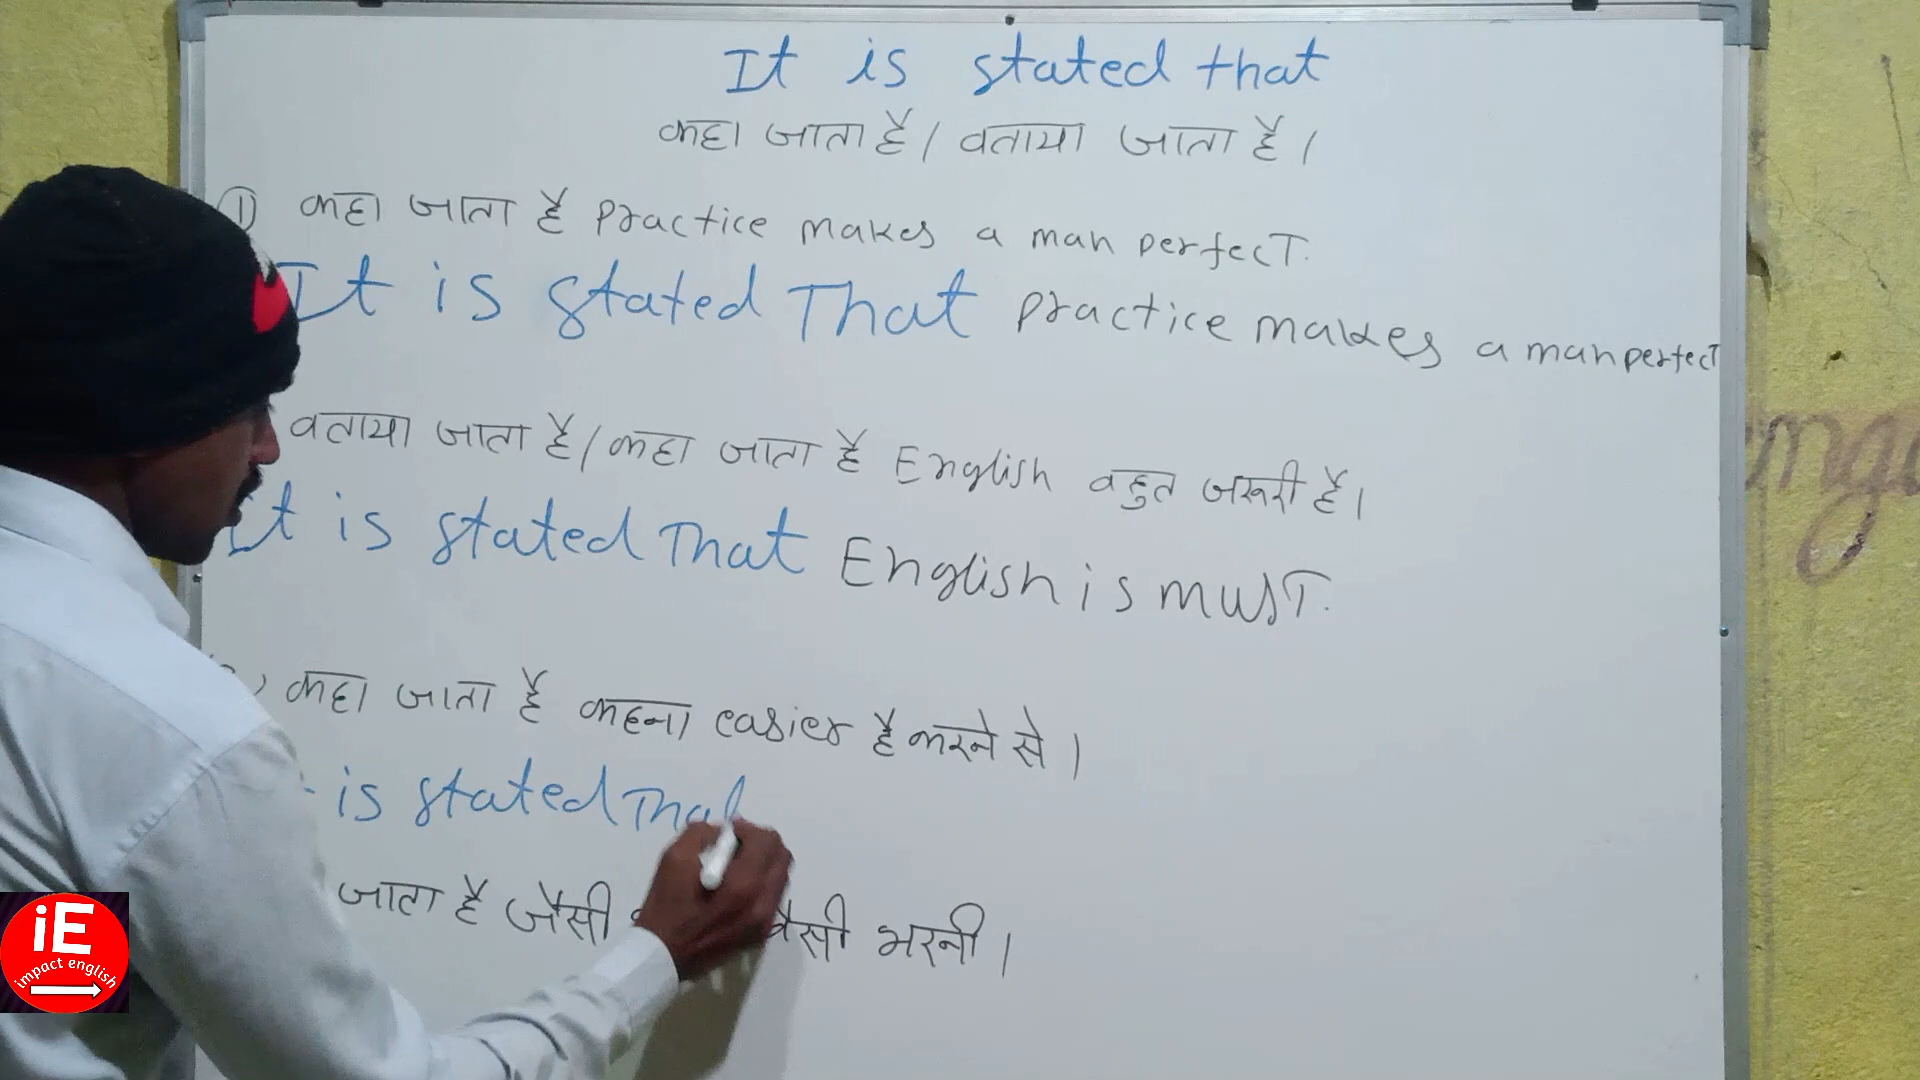 It is stated that
कहा जाता है / बताया जाता है।
① कहा जाता है Practice makes a man perfect.
It is stated That Practice makes a man perfect
बताया जाता है / कहा जाता है English बहुत जरूरी है।
It is stated That English is must.
कहा जाता है कहना easier है करने से।
is stated That
जाता है जैसी वैसी भरनी।
iE
impact english